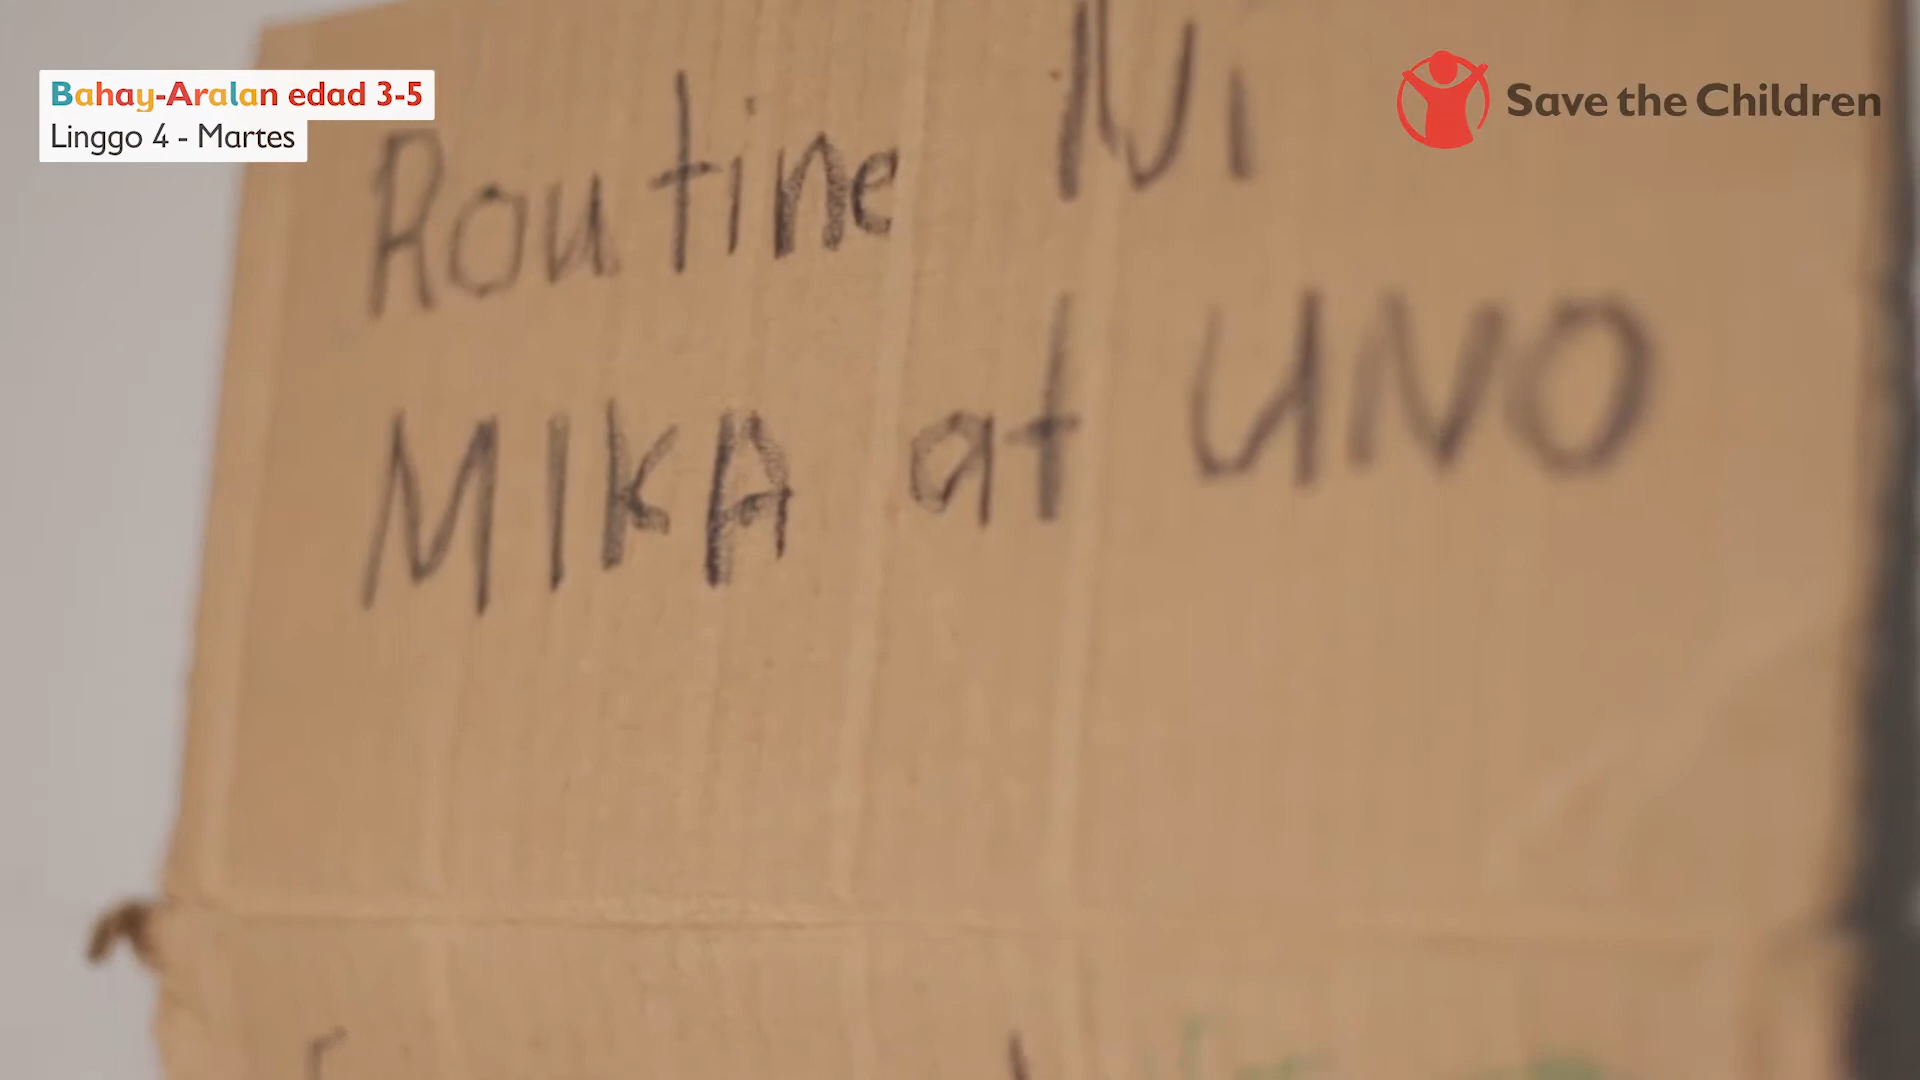 Bahay-Aralan edad 3-5
Linggo 4 - Martes
Save the Children
Routine Ni
MIKA at UNO